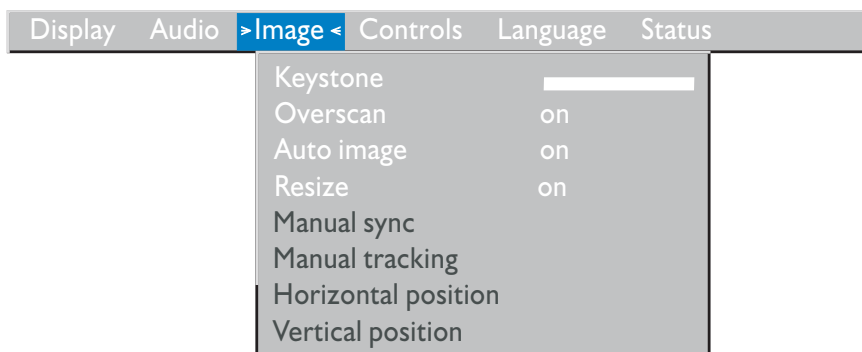 Display Audio >Image< Controls Language Status
Keystone
Overscan on
Auto image on
Resize on
Manual sync
Manual tracking
Horizontal position
Vertical position